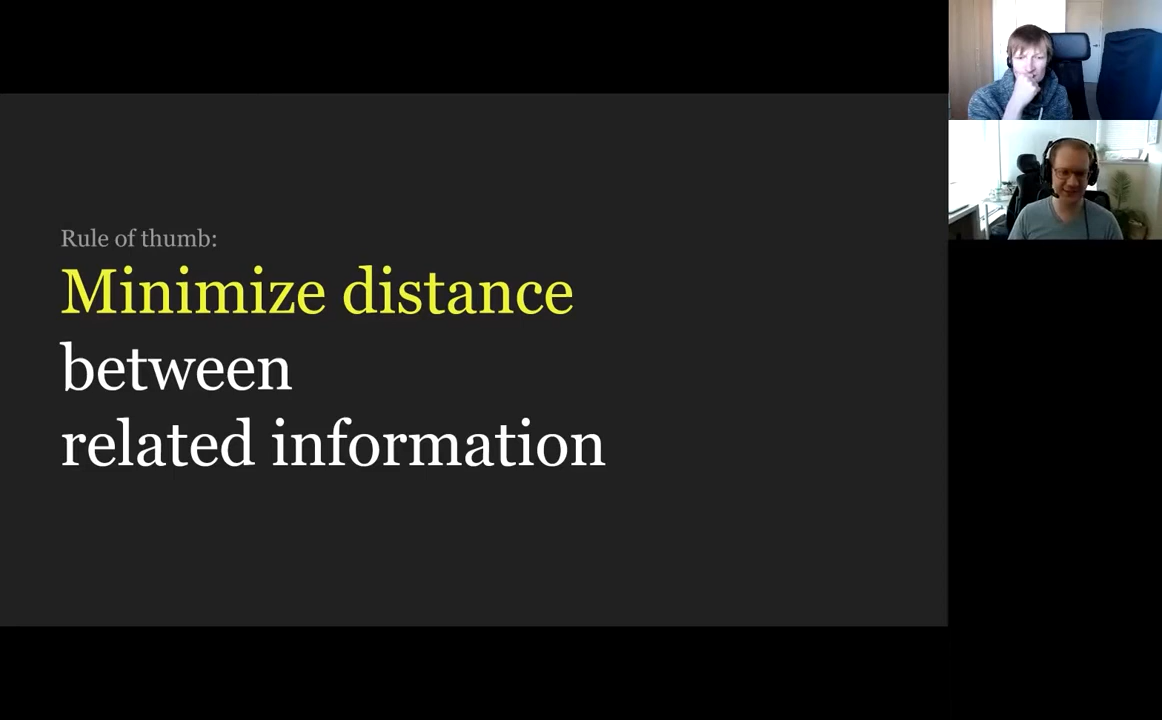 Rule of thumb:
Minimize distance
between
related information